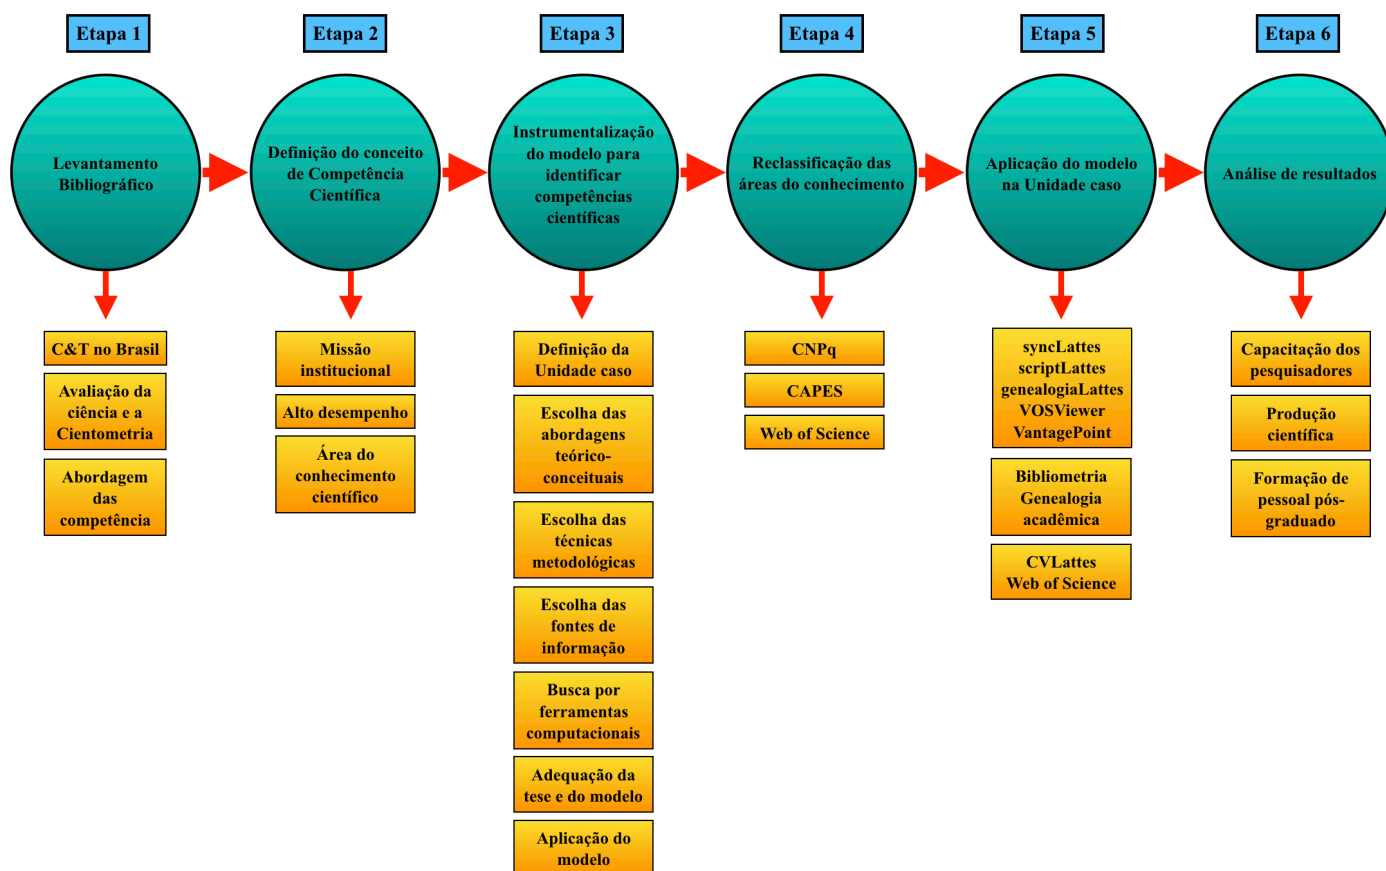 Etapa 1
Etapa 2
Etapa 3
Etapa 4
Etapa 5
Etapa 6
Levantamento
Bibliográfico
Definição do conceito
de Competência
Científica
Instrumentalização
do modelo para
identificar
competências
científicas
Reclassificação das
áreas do conhecimento
Aplicação do modelo
na Unidade caso
Análise de resultados
C&T no Brasil
Avaliação da
ciência e a
Cientometria
Abordagem
das
competência
Missão
institucional
Alto desempenho
Área do
conhecimento
científico
Definição da
Unidade caso
Escolha das
abordagens
teórico-
conceituais
Escolha das
técnicas
metodológicas
Escolha das
fontes de
informação
Busca por
ferramentas
computacionais
Adequação da
tese e do modelo
Aplicação do
modelo
CNPq
CAPES
Web of Science
syncLattes
scriptLattes
genealogiaLattes
VOSViewer
VantagePoint
Bibliometria
Genealogia
acadêmica
CVLattes
Web of Science
Capacitação dos
pesquisadores
Produção
científica
Formação de
pessoal pós-
graduado